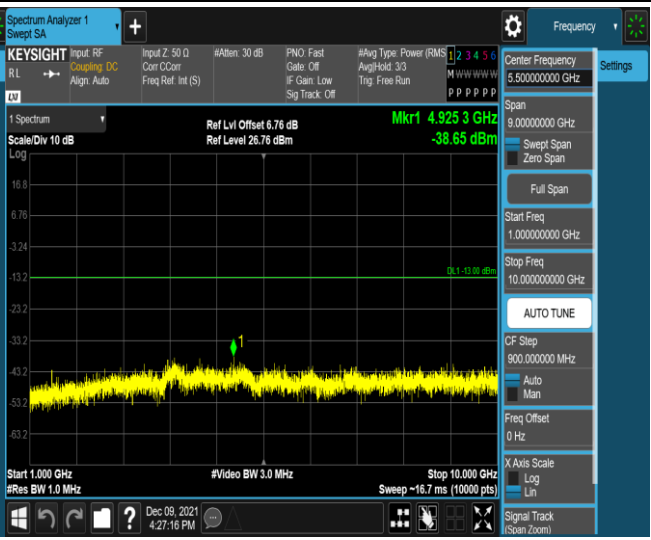 Spectrum Analyzer 1
Swept SA
+
Frequency
KEYSIGHT
RL
LXI
Input: RF
Coupling: DC
Align: Auto
Input Z: 50 Ω
Corr CCorr
Freq Ref: Int (S)
#Atten: 30 dB
PNO: Fast
Gate: Off
IF Gain: Low
Sig Track: Off
#Avg Type: Power (RMS
Avg|Hold: 3/3
Trig: Free Run
1 2 3 4 5 6
M W W W W W
P P P P P P
Settings
1 Spectrum
Scale/Div 10 dB
Log
Ref Lvl Offset 6.76 dB
Ref Level 26.76 dBm
Mkr1 4.925 3 GHz
-38.65 dBm
16.8
6.76
-3.24
-13.2
-23.2
-33.2
-43.2
-53.2
-63.2
DL1 -13.00 dBm
1
Start 1.000 GHz
#Res BW 1.0 MHz
#Video BW 3.0 MHz
Stop 10.000 GHz
Sweep ~16.7 ms (10000 pts)
Center Frequency
5.500000000 GHz
Span
9.00000000 GHz
Swept Span
Zero Span
Full Span
Start Freq
1.000000000 GHz
Stop Freq
10.000000000 GHz
AUTO TUNE
CF Step
900.000000 MHz
Auto
Man
Freq Offset
0 Hz
X Axis Scale
Log
Lin
Signal Track
(Span Zoom)
?
Dec 09, 2021
4:27:16 PM